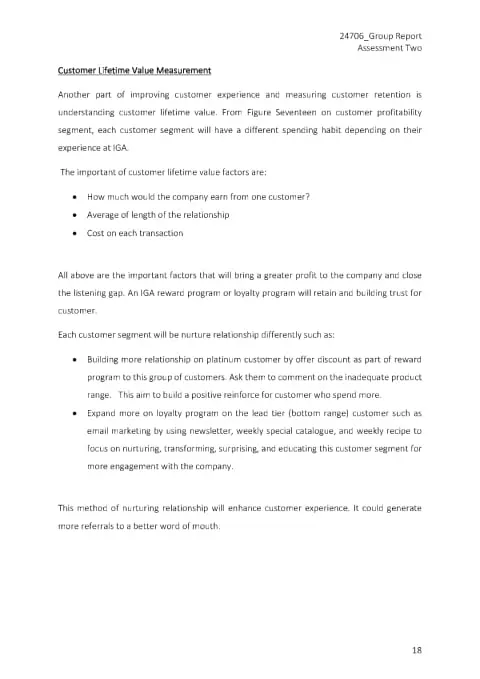 24706_Group Report
Assessment Two
Customer Lifetime Value Measurement
Another part of improving customer experience and measuring customer retention is
understanding customer lifetime value. From Figure Seventeen on customer profitability
segment, each customer segment will have a different spending habit depending on their
experience at IGA.
The important of customer lifetime value factors are:
• How much would the company earn from one customer?
• Average of length of the relationship
• Cost on each transaction
All above are the important factors that will bring a greater profit to the company and close
the listening gap. An IGA reward program or loyalty program will retain and building trust for
customer.
Each customer segment will be nurture relationship differently such as:
• Building more relationship on platinum customer by offer discount as part of reward
program to this group of customers. Ask them to comment on the inadequate product
range. This aim to build a positive reinforce for customer who spend more.
• Expand more on loyalty program on the lead tier (bottom range) customer such as
email marketing by using newsletter, weekly special catalogue, and weekly recipe to
focus on nurturing, transforming, surprising, and educating this customer segment for
more engagement with the company.
This method of nurturing relationship will enhance customer experience. It could generate
more referrals to a better word of mouth.
18